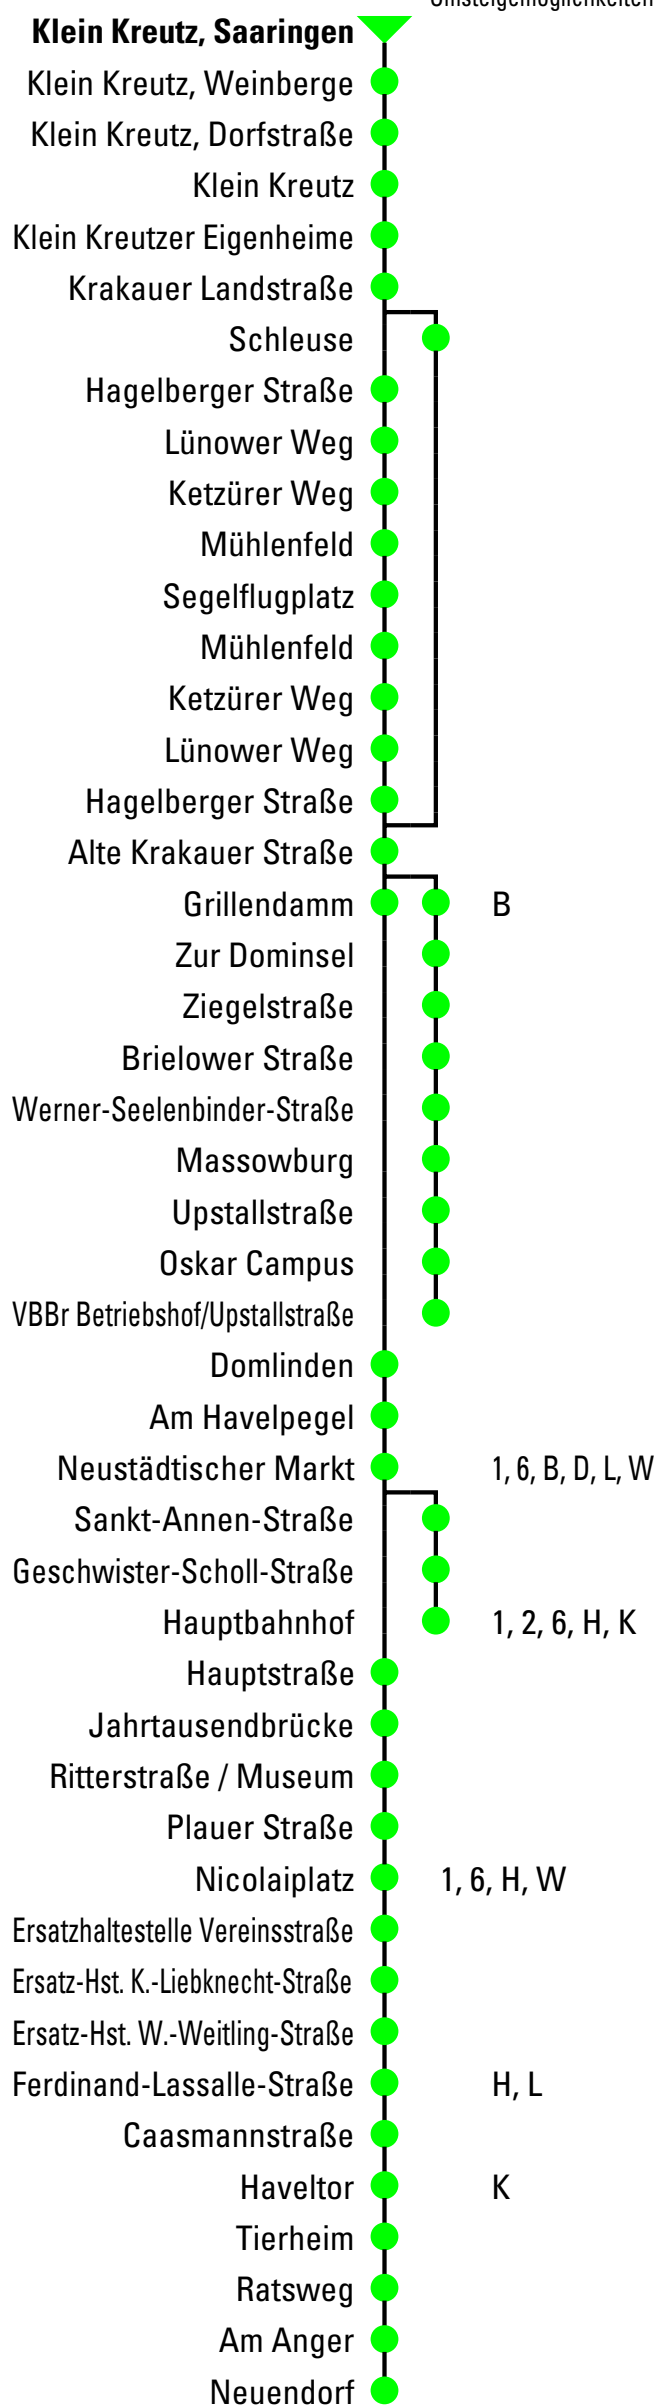 Umsteigemöglichkeiten
Klein Kreutz, Saaringen
Klein Kreutz, Weinberge
Klein Kreutz, Dorfstraße
Klein Kreutz
Klein Kreutzer Eigenheime
Krakauer Landstraße
Schleuse
Hagelberger Straße
Lünower Weg
Ketzürer Weg
Mühlenfeld
Segelflugplatz
Mühlenfeld
Ketzürer Weg
Lünower Weg
Hagelberger Straße
Alte Krakauer Straße
Grillendamm B
Zur Dominsel
Ziegelstraße
Brielower Straße
Werner-Seelenbinder-Straße
Massowburg
Upstallstraße
Oskar Campus
VBBr Betriebshof/Upstallstraße
Domlinden
Am Havelpegel
Neustädtischer Markt 1, 6, B, D, L, W
Sankt-Annen-Straße
Geschwister-Scholl-Straße
Hauptbahnhof 1, 2, 6, H, K
Hauptstraße
Jahrtausendbrücke
Ritterstraße / Museum
Plauer Straße
Nicolaiplatz 1, 6, H, W
Ersatzhaltestelle Vereinsstraße
Ersatz-Hst. K.-Liebknecht-Straße
Ersatz-Hst. W.-Weitling-Straße
Ferdinand-Lassalle-Straße H, L
Caasmannstraße
Haveltor K
Tierheim
Ratsweg
Am Anger
Neuendorf